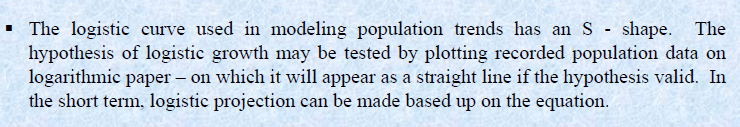 ▪ The logistic curve used in modeling population trends has an S - shape. The
hypothesis of logistic growth may be tested by plotting recorded population data on
logarithmic paper – on which it will appear as a straight line if the hypothesis valid. In
the short term, logistic projection can be made based up on the equation.